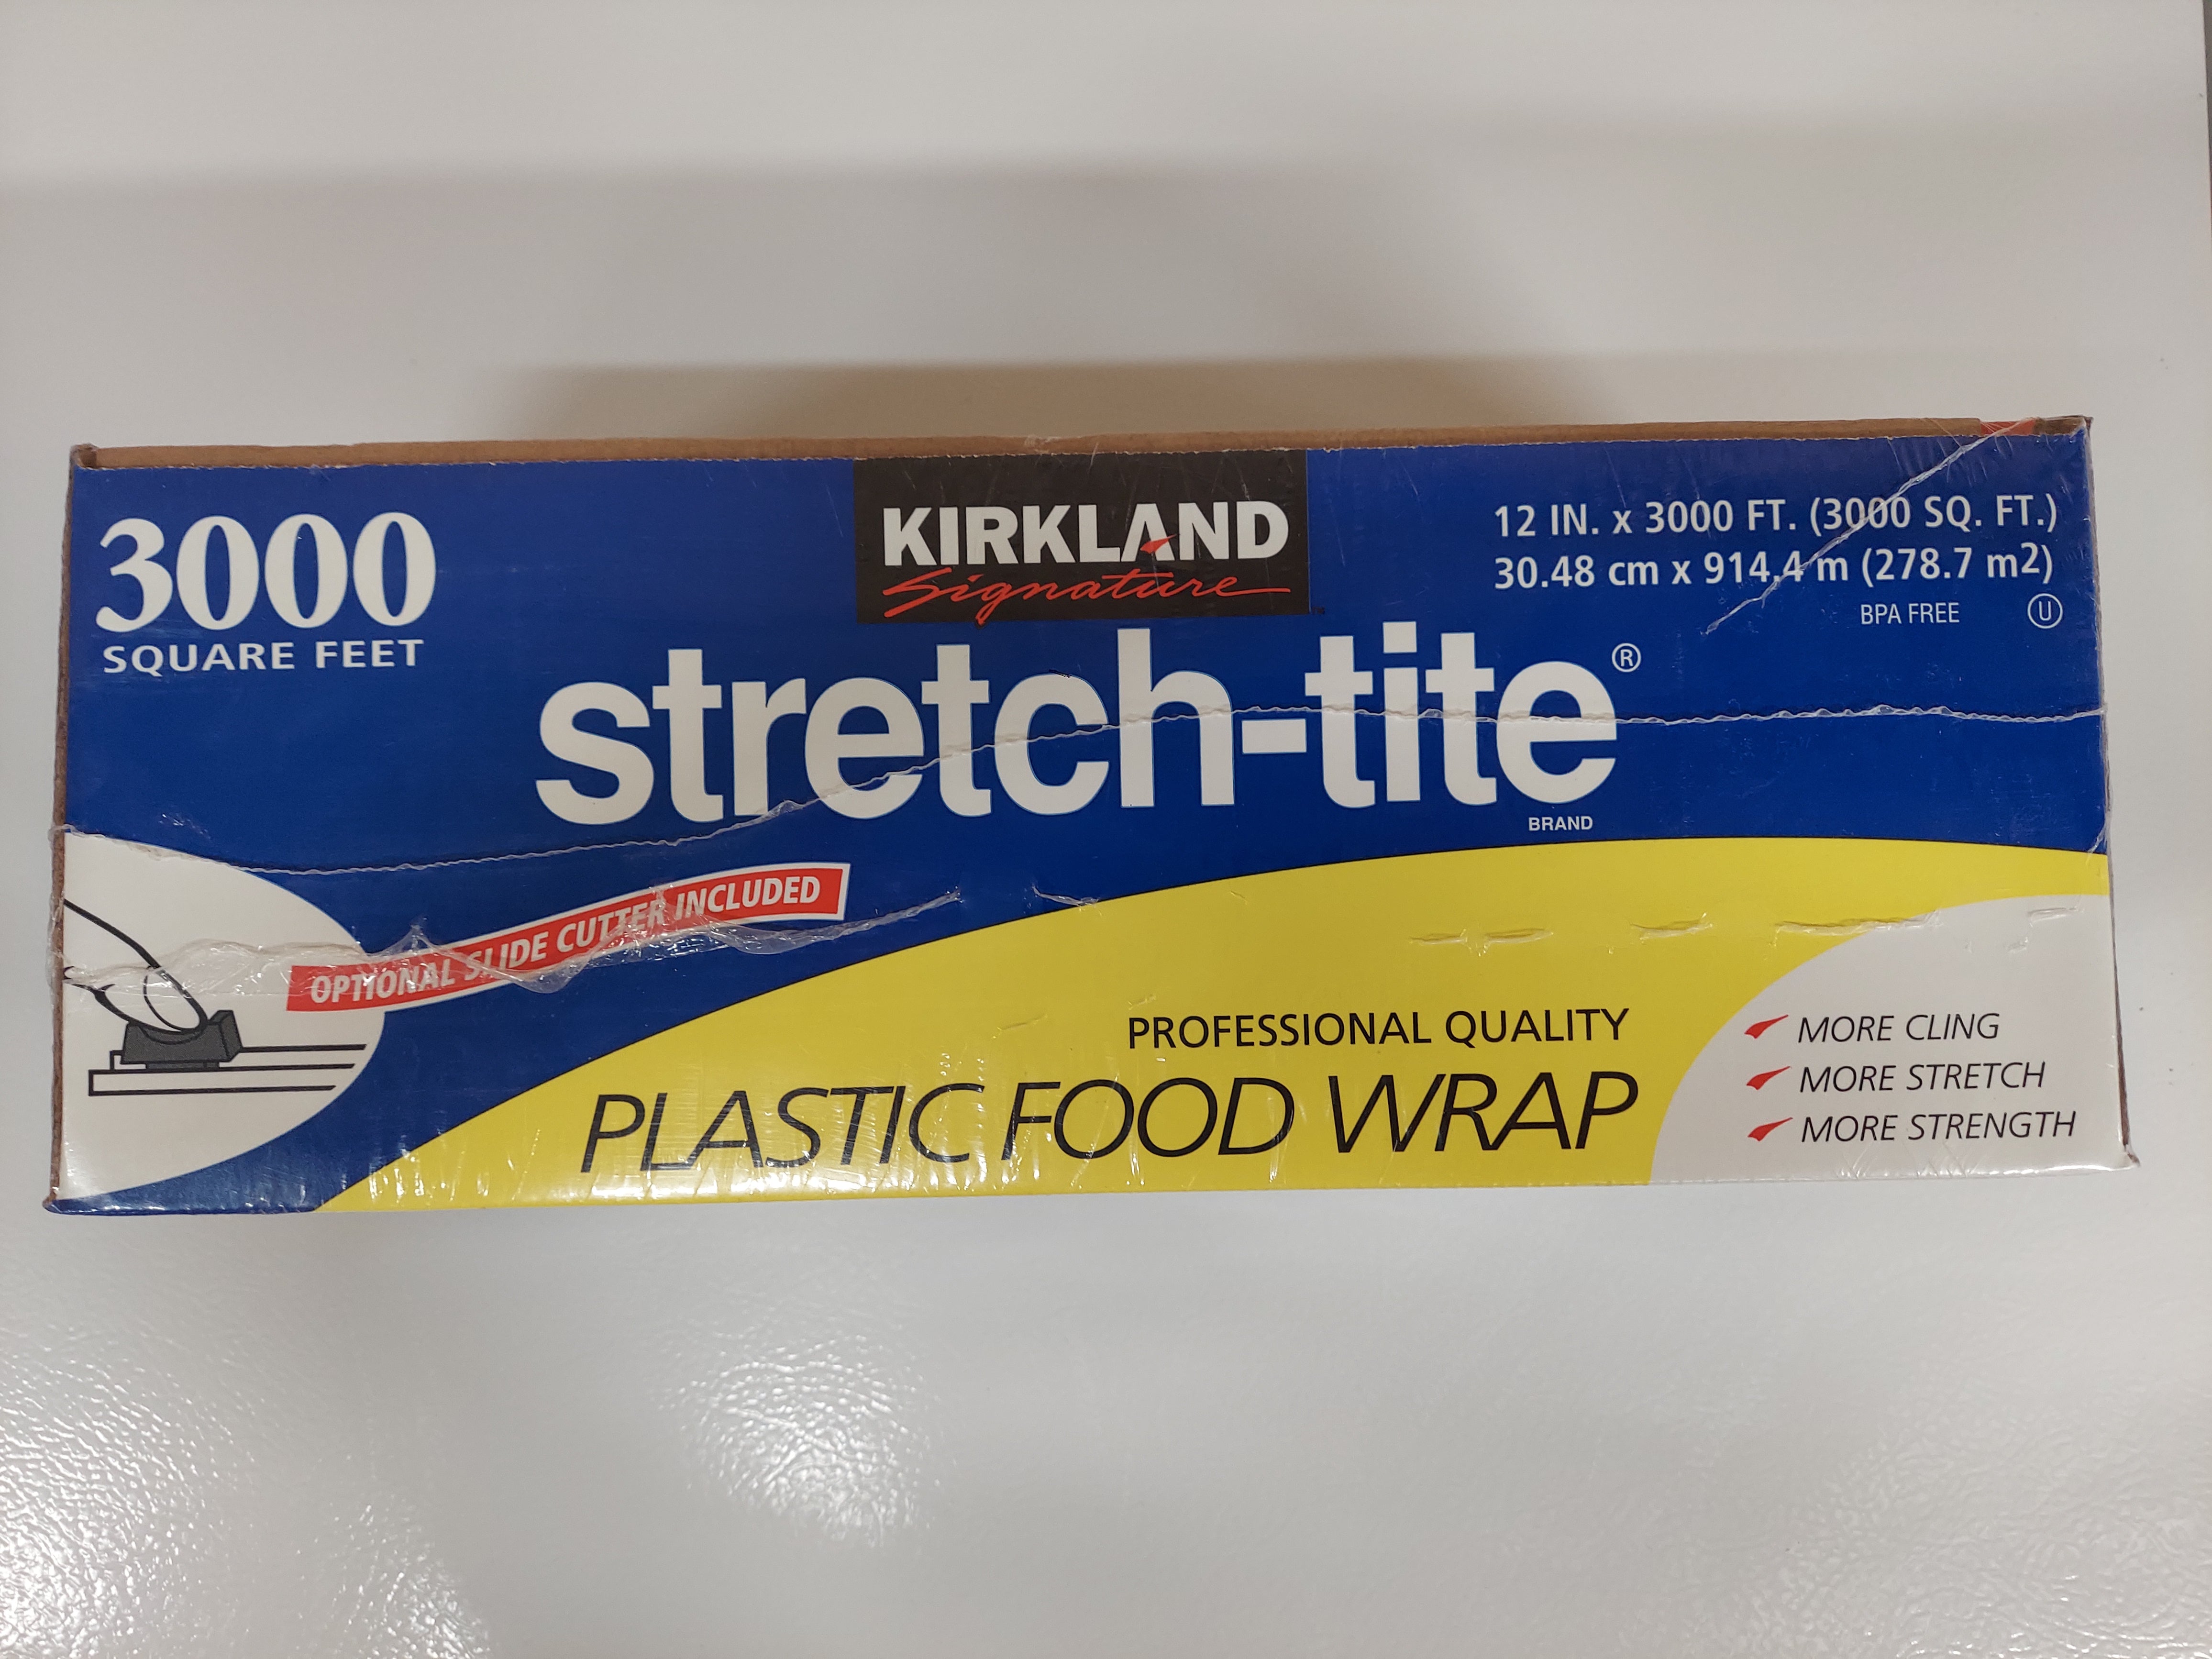 3000
SQUARE FEET
KIRKLAND
Signature
12 IN. x 3000 FT. (3000 SQ. FT.)
30.48 cm x 914.4 m (278.7 m2)
BPA FREE U
stretch-tite®
BRAND
OPTIONAL SLIDE CUTTER INCLUDED
PROFESSIONAL QUALITY
PLASTIC FOOD WRAP
MORE CLING
MORE STRETCH
MORE STRENGTH